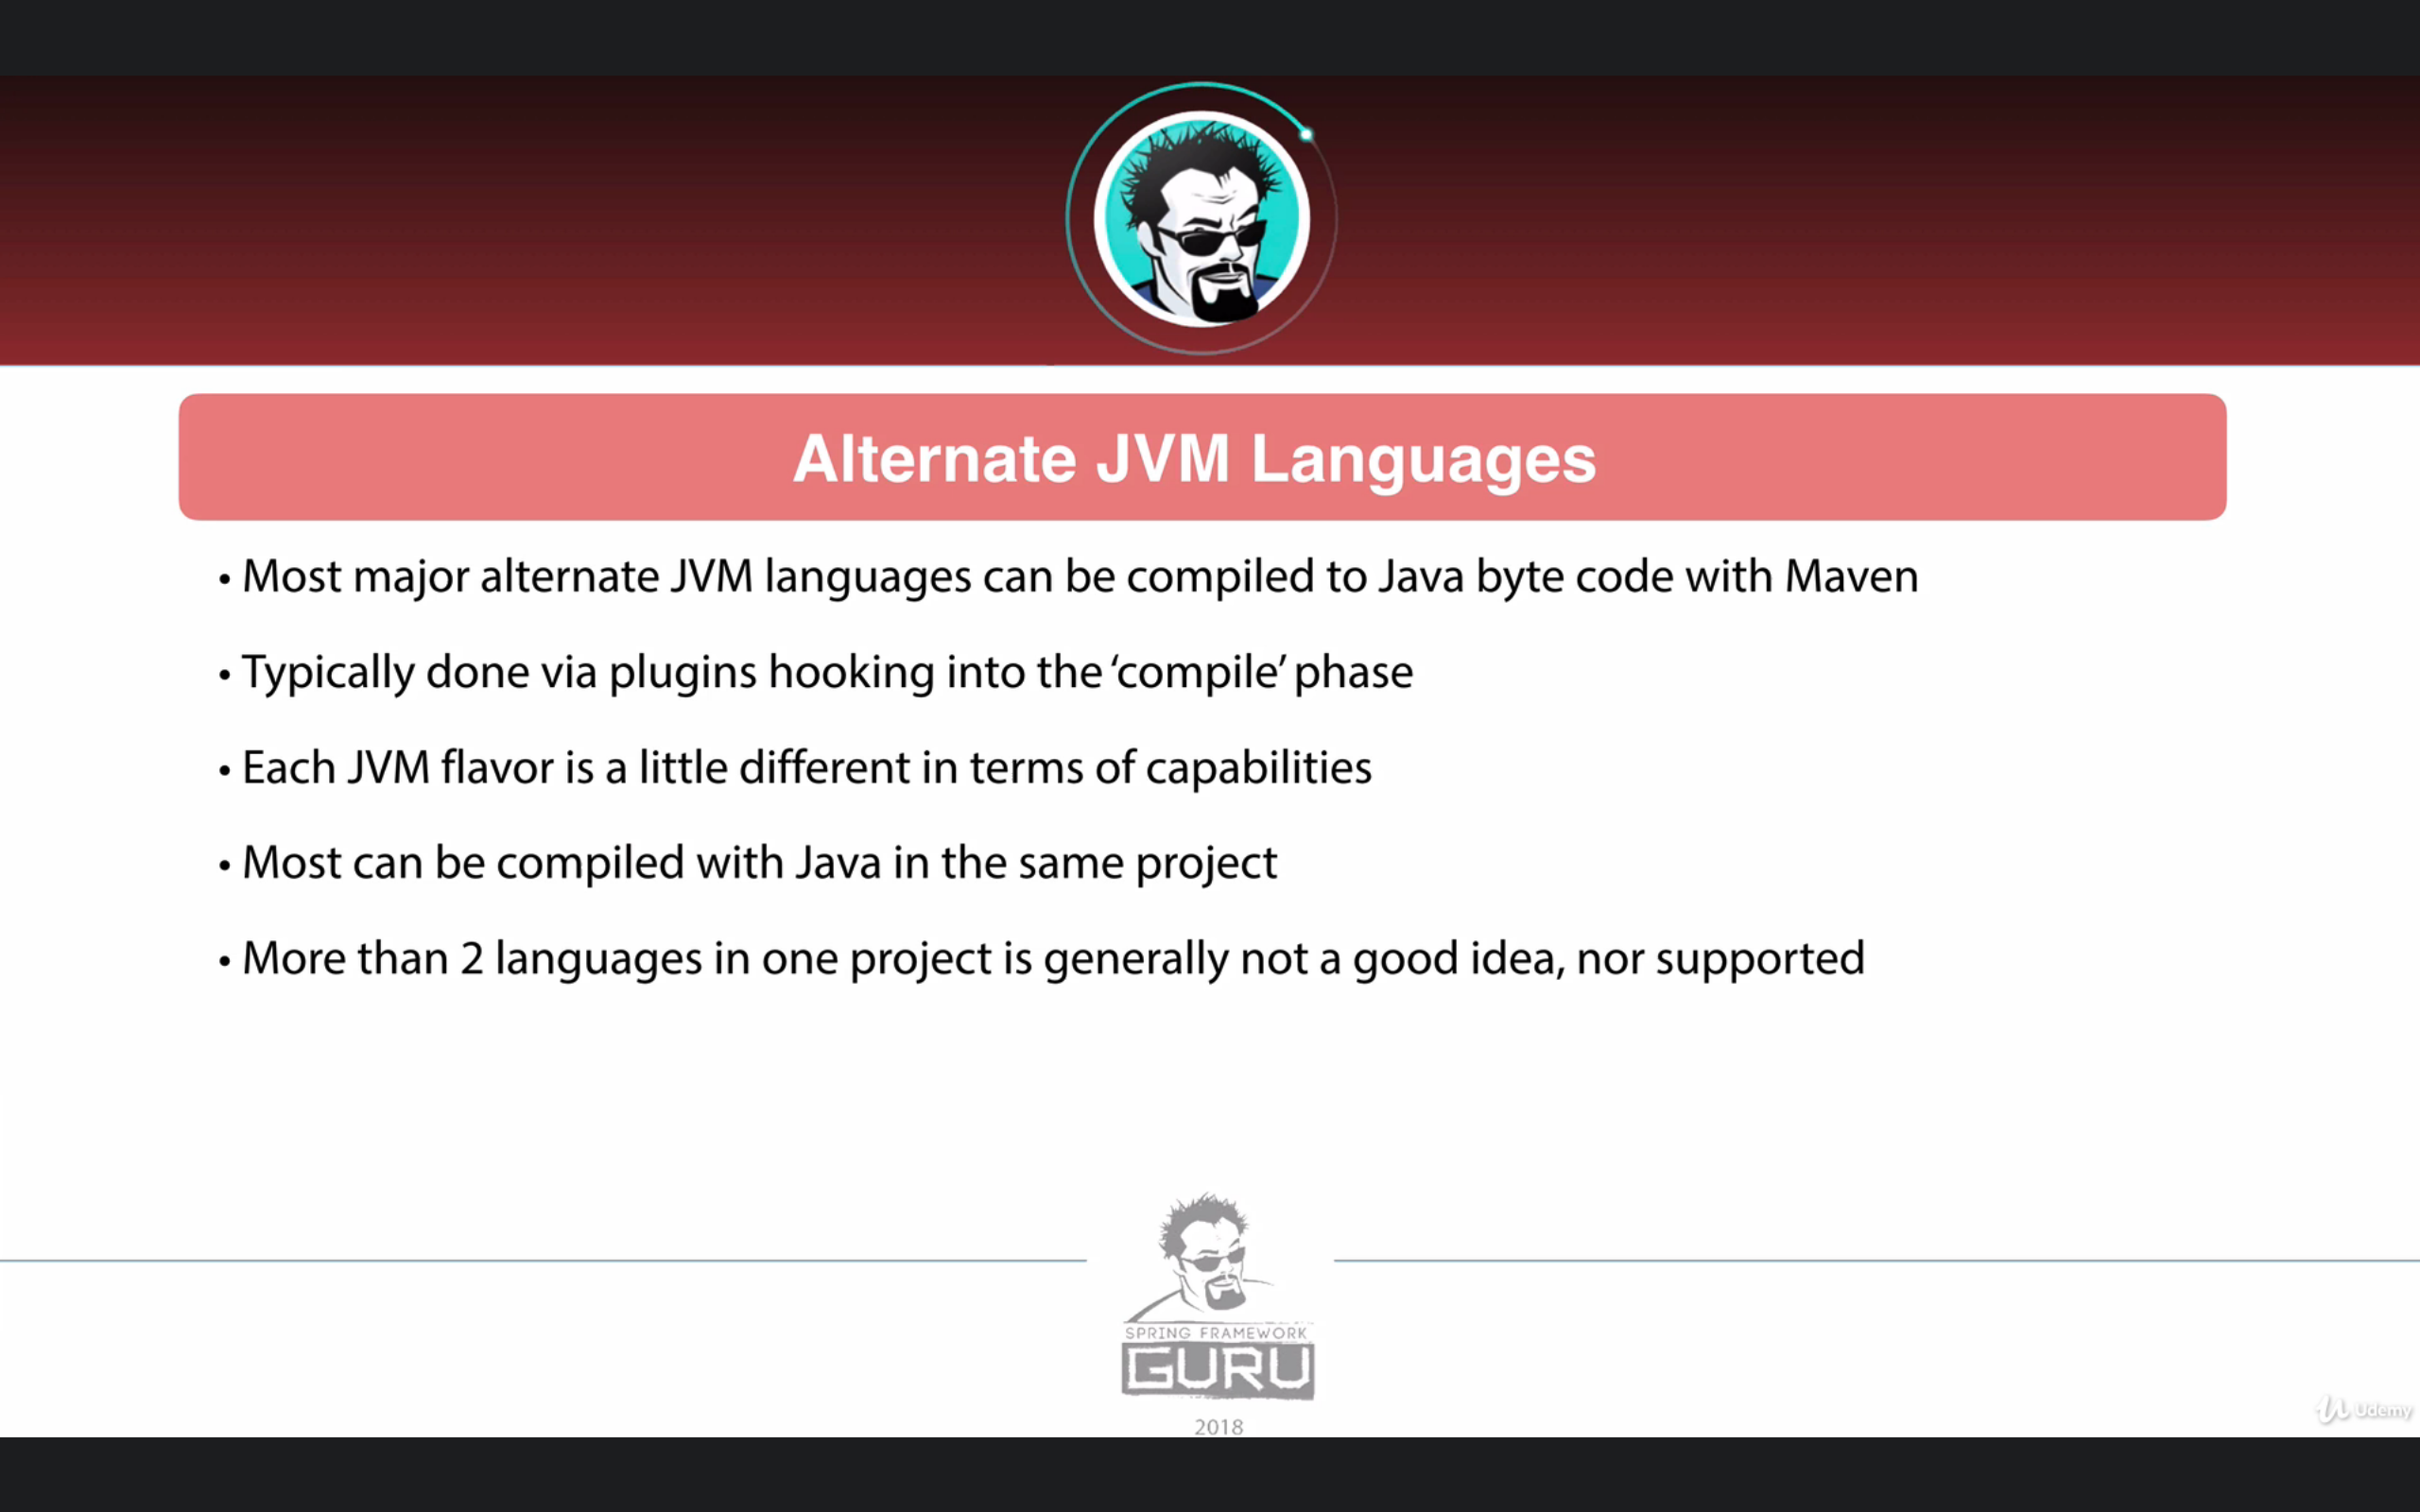 Alternate JVM Languages
• Most major alternate JVM languages can be compiled to Java byte code with Maven
• Typically done via plugins hooking into the ‘compile’ phase
• Each JVM flavor is a little different in terms of capabilities
• Most can be compiled with Java in the same project
• More than 2 languages in one project is generally not a good idea, nor supported
SPRING FRAMEWORK
GURU
2018
Udemy